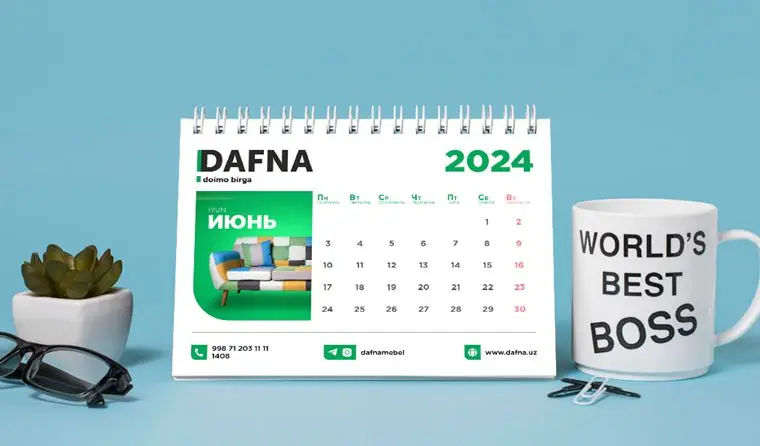 DAFNA
doimo birga
2024
IYUN
ИЮНЬ
Пн Вт Ср Чт Пт Сб Вс
1 2
3 4 5 6 7 8 9
10 11 12 13 14 15 16
17 18 19 20 21 22 23
24 25 26 27 28 29 30
998 71 203 11 11
1408
dafnamebel
www.dafna.uz
WORLD'S
BEST
BOSS